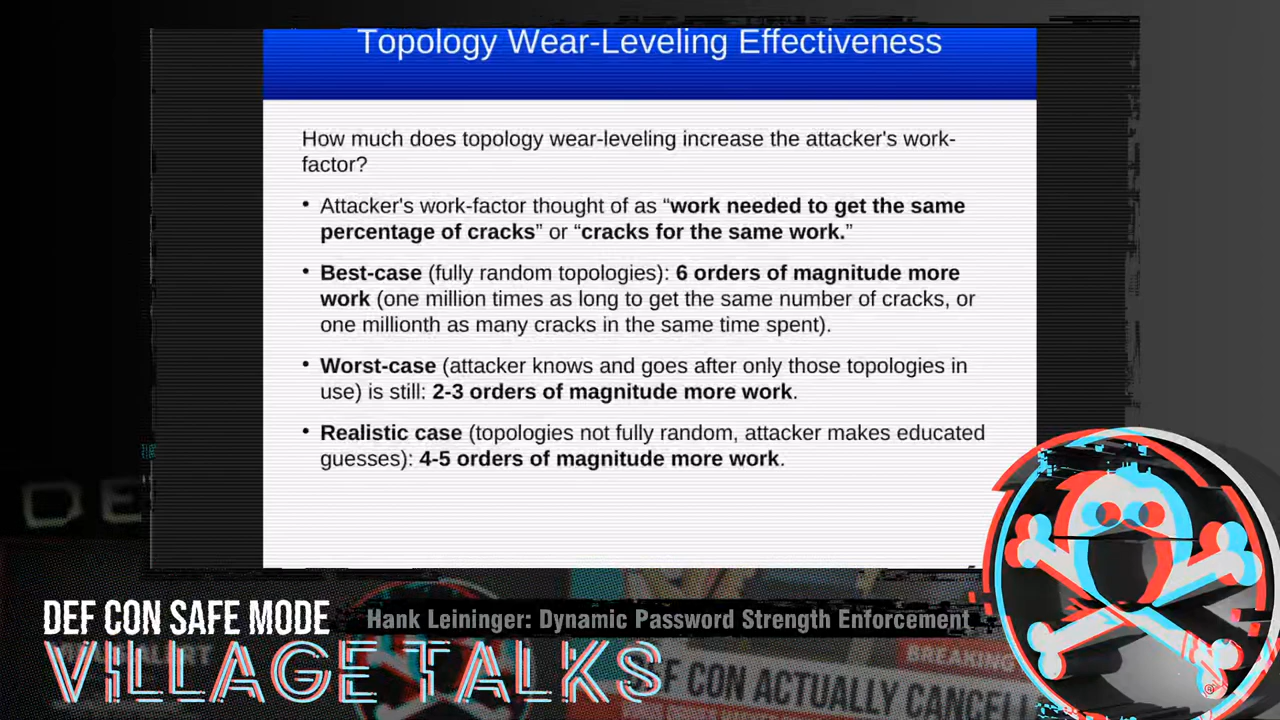 Topology Wear-Leveling Effectiveness
How much does topology wear-leveling increase the attacker's work-
factor?
• Attacker's work-factor thought of as “work needed to get the same
percentage of cracks” or “cracks for the same work.”
• Best-case (fully random topologies): 6 orders of magnitude more
work (one million times as long to get the same number of cracks, or
one millionth as many cracks in the same time spent).
• Worst-case (attacker knows and goes after only those topologies in
use) is still: 2-3 orders of magnitude more work.
• Realistic case (topologies not fully random, attacker makes educated
guesses): 4-5 orders of magnitude more work.
DE
DEF CON SAFE MODE
Hank Leininger: Dynamic Password Strength Enforcement
VILLAGE TALKS
BREAKING
DEF CON ACTUALLY CANCEL